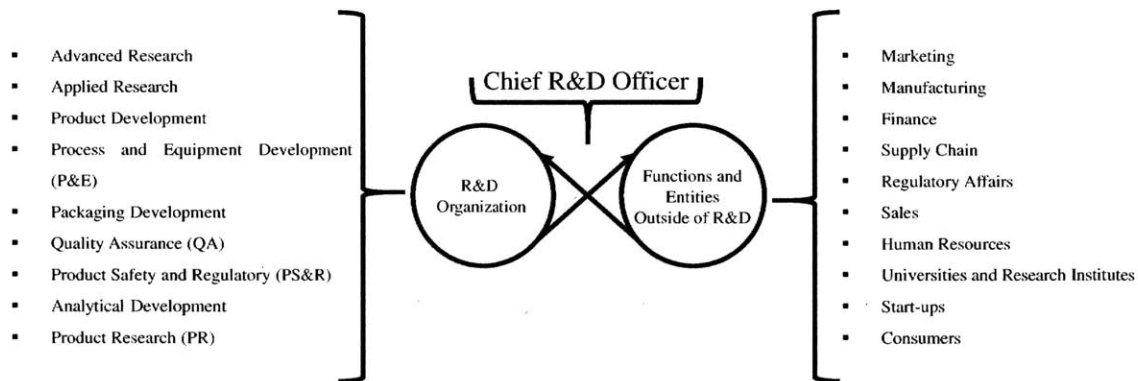 Advanced Research
Applied Research
Product Development
Process and Equipment Development
(P&E)
Packaging Development
Quality Assurance (QA)
Product Safety and Regulatory (PS&R)
Analytical Development
Product Research (PR)
Chief R&D Officer
R&D
Organization
Functions and
Entities
Outside of R&D
Marketing
Manufacturing
Finance
Supply Chain
Regulatory Affairs
Sales
Human Resources
Universities and Research Institutes
Start-ups
Consumers